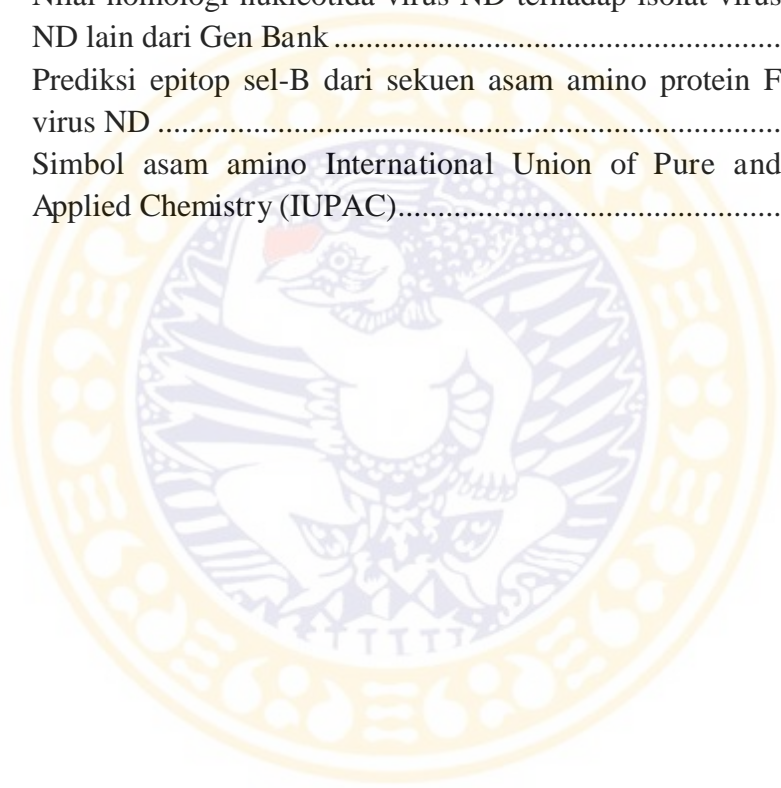 Nilai homologi nukleotida virus ND terhadap isolat virus
ND lain dari Gen Bank ........................................................
Prediksi epitop sel-B dari sekuen asam amino protein F
virus ND .............................................................................
Simbol asam amino International Union of Pure and
Applied Chemistry (IUPAC)................................................